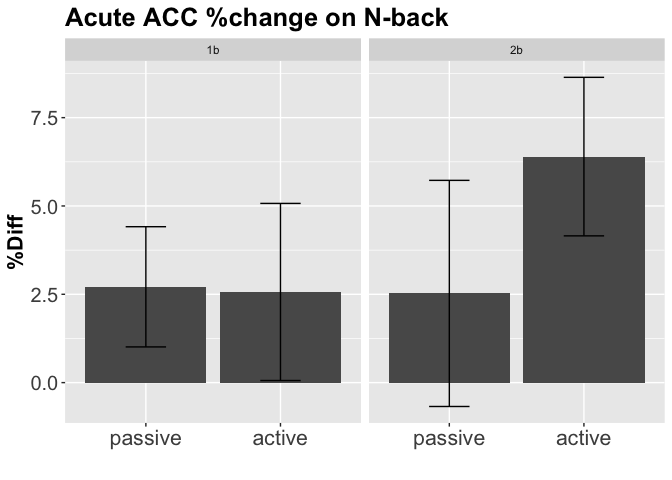 Acute ACC %change on N-back
1b 2b
%Diff
7.5
5.0
2.5
0.0
passive active passive active